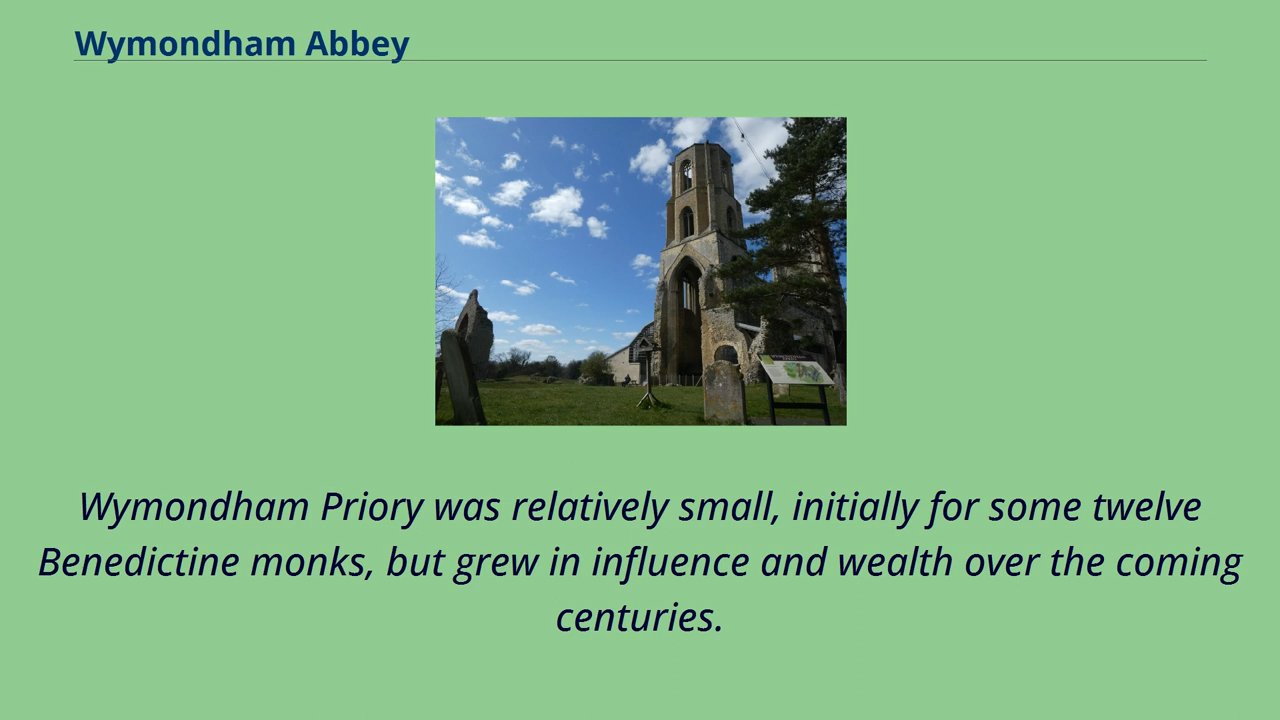 Wymondham Abbey
Wymondham Priory was relatively small, initially for some twelve
Benedictine monks, but grew in influence and wealth over the coming
centuries.